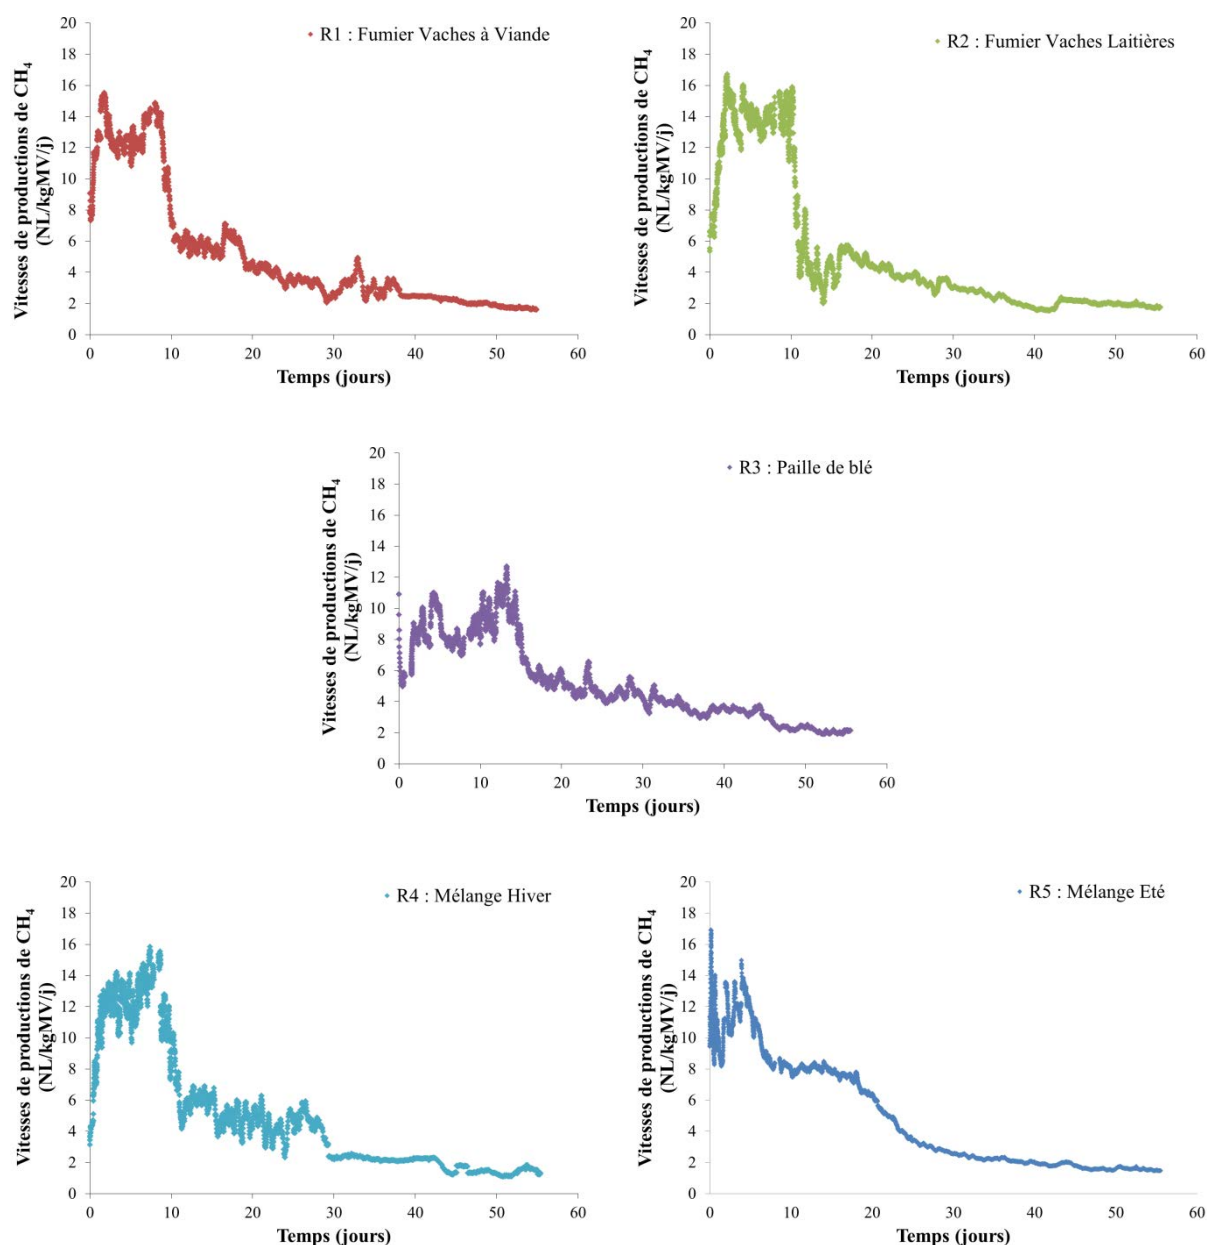 R1 : Fumier Vaches à Viande
Vitesses de productions de CH4
(NL/kgMV/j)
20
18
16
14
12
10
8
6
4
2
0
0 10 20 30 40 50 60
Temps (jours)
R2 : Fumier Vaches Laitières
Vitesses de productions de CH4
(NL/kgMV/j)
20
18
16
14
12
10
8
6
4
2
0
0 10 20 30 40 50 60
Temps (jours)
R3 : Paille de blé
Vitesses de productions de CH4
(NL/kgMV/j)
20
18
16
14
12
10
8
6
4
2
0
0 10 20 30 40 50 60
Temps (jours)
R4 : Mélange Hiver
Vitesses de productions de CH4
(NL/kgMV/j)
20
18
16
14
12
10
8
6
4
2
0
0 10 20 30 40 50 60
Temps (jours)
R5 : Mélange Eté
Vitesses de productions de CH4
(NL/kgMV/j)
20
18
16
14
12
10
8
6
4
2
0
0 10 20 30 40 50 60
Temps (jours)